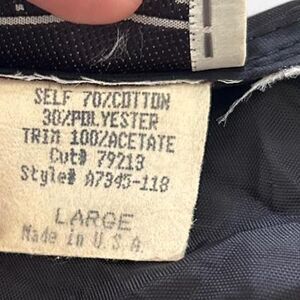 SELF 70%COTTON
30%POLYESTER
TRIM 100%ACETATE
Cut# 79213
Style# A7345-118
LARGE
Made in U.S.A.